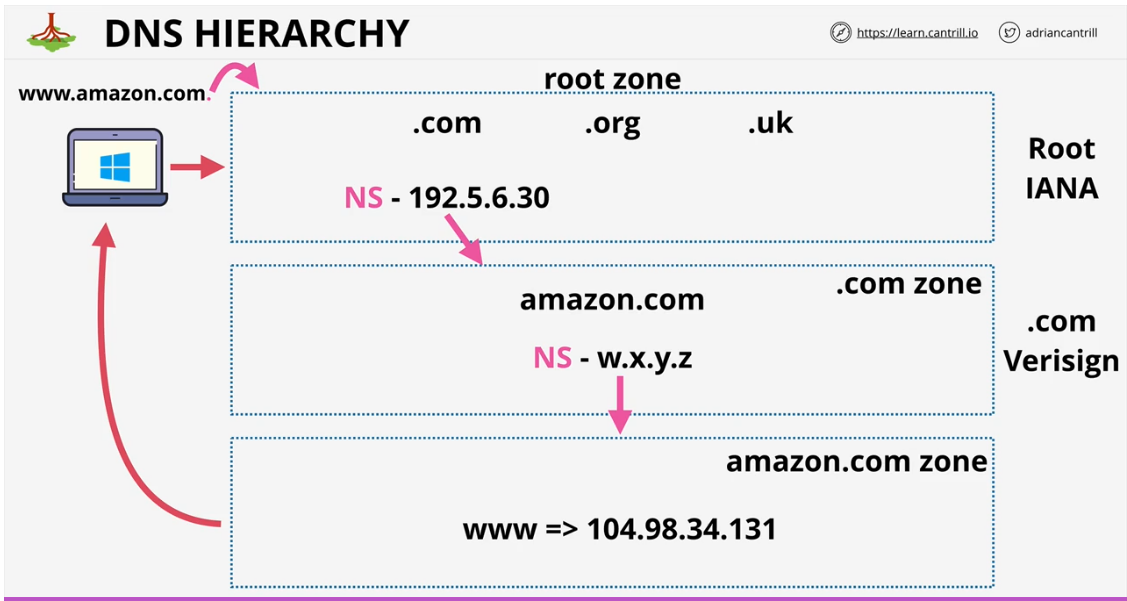 DNS HIERARCHY
https://learn.cantrill.io
adriancantrill
www.amazon.com.
root zone
.com
.org
.uk
NS - 192.5.6.30
Root
IANA
.com zone
amazon.com
NS - w.x.y.z
.com
Verisign
amazon.com zone
www => 104.98.34.131